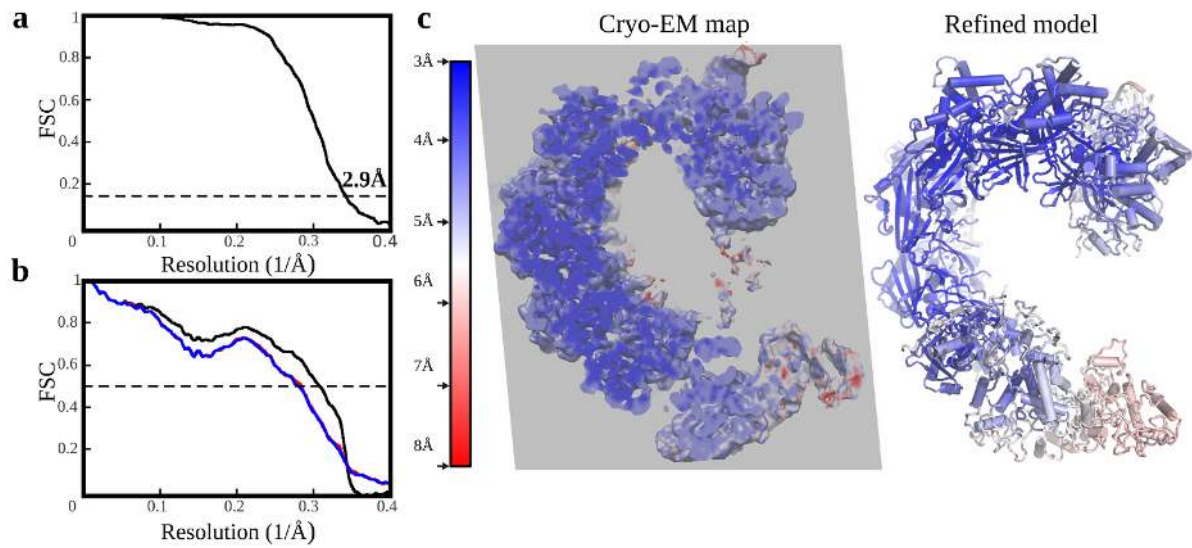 a
1
0.8
0.6
0.4
0.2
FSC
2.9Å
0
0.1
0.2
0.3
0.4
Resolution (1/Å)
b
1
0.8
0.6
0.4
0.2
FSC
0
0.1
0.2
0.3
0.4
Resolution (1/Å)
c
Cryo-EM map
Refined model
3Å
4Å
5Å
6Å
7Å
8Å